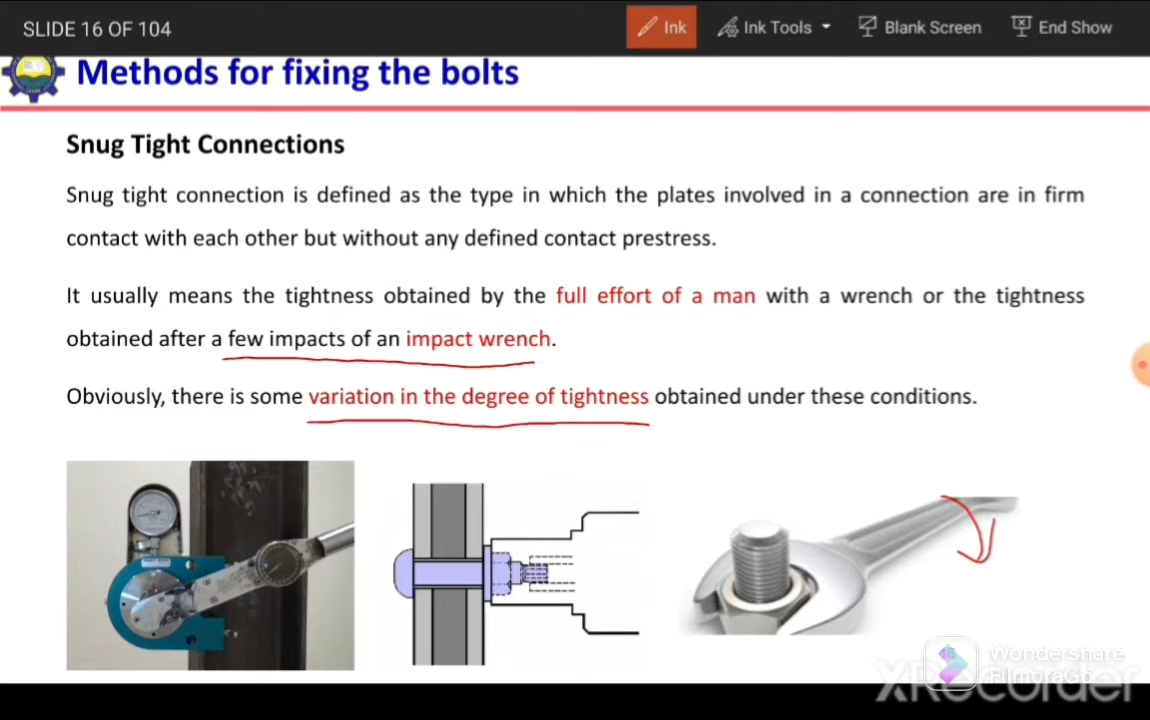 SLIDE 16 OF 104
Ink
Ink Tools
Blank Screen
End Show
Methods for fixing the bolts
Snug Tight Connections
Snug tight connection is defined as the type in which the plates involved in a connection are in firm
contact with each other but without any defined contact prestress.
It usually means the tightness obtained by the full effort of a man with a wrench or the tightness
obtained after a few impacts of an impact wrench.
Obviously, there is some variation in the degree of tightness obtained under these conditions.
Wondershare
FilmoraGo
XRecorder